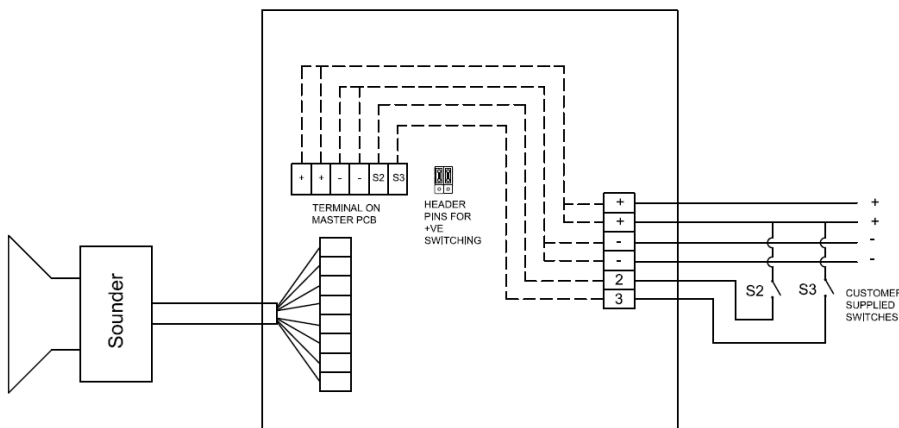 + + - - S2 S3
TERMINAL ON
MASTER PCB
HEADER
PINS FOR
+VE
SWITCHING
Sounder
+
+
-
-
2
3
+
+
-
-
S2
S3
CUSTOMER
SUPPLIED
SWITCHES